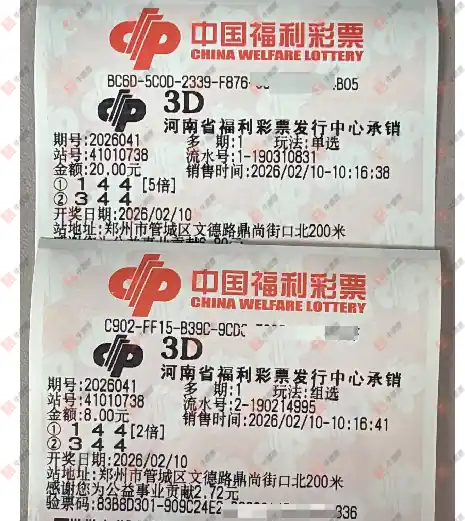 中国福利彩票
CHINA WELFARE LOTTERY
BC6D-5C0D-2339-F876- B05
3D
河南省福利彩票发行中心承销
期号:2026041 多 期:1 玩法:单选
站号:41010738 流水号:1-190310831
金额:20.00元 销售时间:2026/02/10-10:16:38
① 1 4 4 [5倍]
② 3 4 4
开奖日期:2026/02/10
站地址:郑州市管城区文德路鼎尚街口北200米
中国福利彩票
CHINA WELFARE LOTTERY
C902-FF15-B39C-9CDC
3D
河南省福利彩票发行中心承销
期号:2026041 多 期:1 玩法:组选
站号:41010738 流水号:2-190214995
金额:8.00元 销售时间:2026/02/10-10:16:41
① 1 4 4 [2倍]
② 3 4 4
开奖日期:2026/02/10
站地址:郑州市管城区文德路鼎尚街口北200米
感谢您为公益事业贡献2.72元
验票码:83B8D301-909C24E2 336